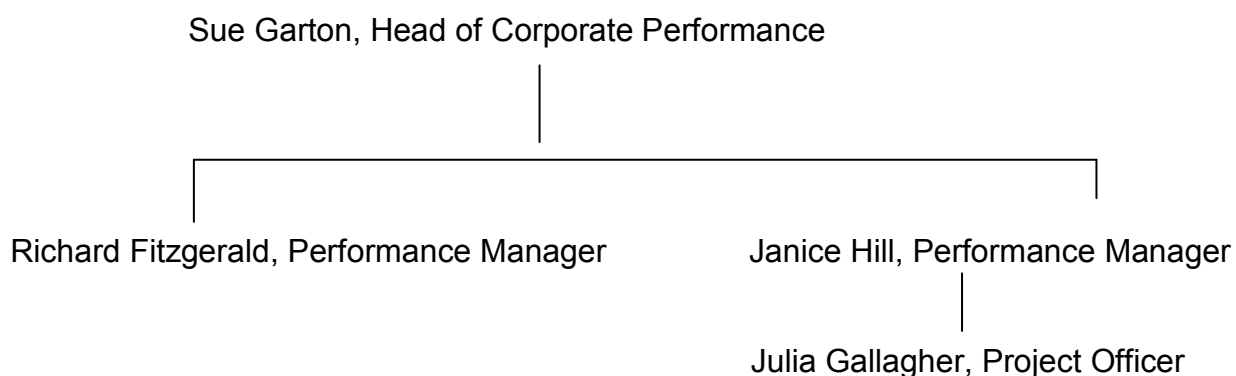 Sue Garton, Head of Corporate Performance
Richard Fitzgerald, Performance Manager
Janice Hill, Performance Manager
Julia Gallagher, Project Officer